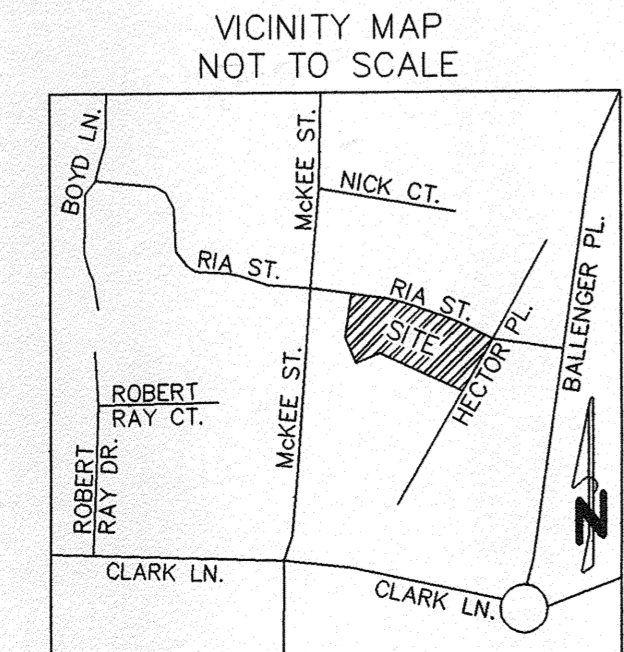 VICINITY MAP
NOT TO SCALE
BOYD LN.
McKEE ST.
NICK CT.
RIA ST.
RIA ST.
SITE
HECTOR PL.
BALLENGER PL.
McKEE ST.
ROBERT
RAY CT.
ROBERT
RAY DR.
N
CLARK LN.
CLARK LN.